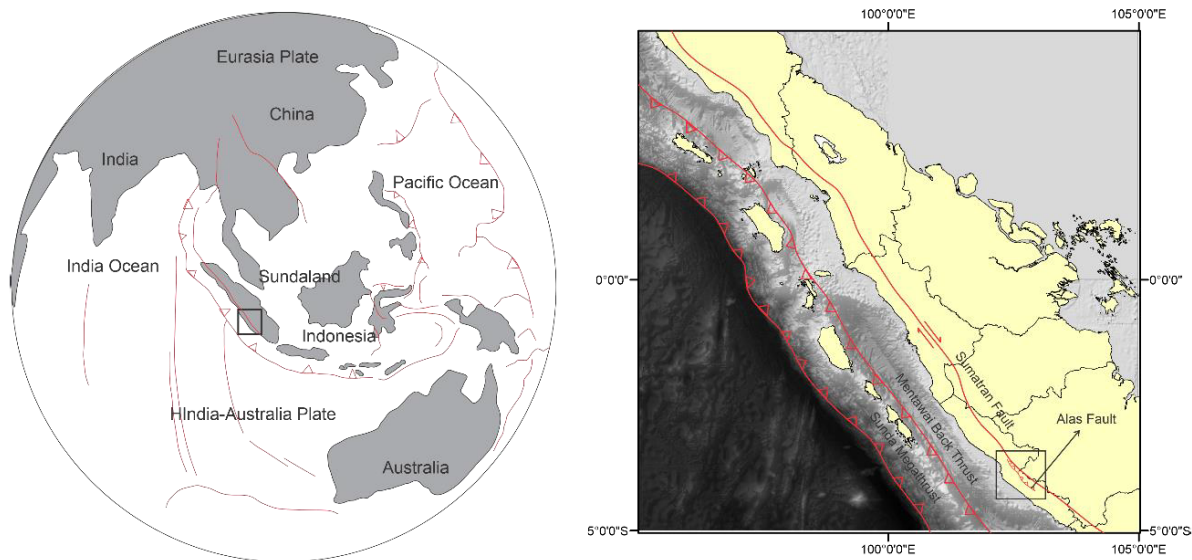 Eurasia Plate
China
India
Pacific Ocean
India Ocean
Sundaland
Indonesia
HIndia-Australia Plate
Australia
100°0'0"E
105°0'0"E
0°0'0"
0°0'0"
Sumatran Fault
Mentawai Back Thrust
Sunda Megathrust
Alas Fault
5°0'0"S
5°0'0"S
100°0'0"E
105°0'0"E